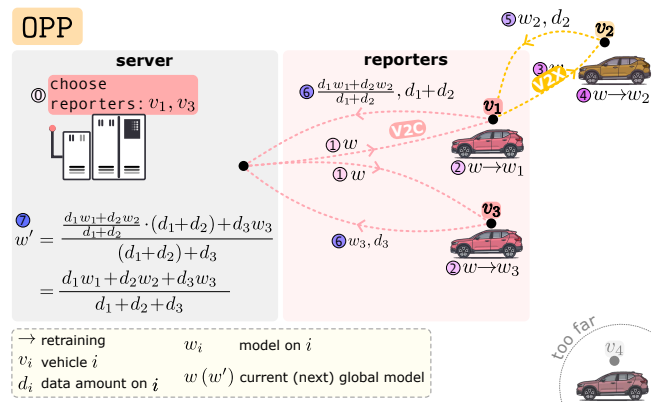 OPP
server
⓪ choose
reporters: v₁, v₃
⑦
w′ = ((d₁w₁+d₂w₂)/(d₁+d₂)·(d₁+d₂)+d₃w₃)/((d₁+d₂)+d₃)
= (d₁w₁+d₂w₂+d₃w₃)/(d₁+d₂+d₃)
reporters
⑥ (d₁w₁+d₂w₂)/(d₁+d₂), d₁+d₂
v₁
V2C
① w
① w
② w→w₁
v₃
⑥ w₃, d₃
② w→w₃
⑤ w₂, d₂
v₂
③ w
V2X
④ w→w₂
too far
v₄
→ retraining
vᵢ vehicle i
dᵢ data amount on i
wᵢ model on i
w (w′) current (next) global model